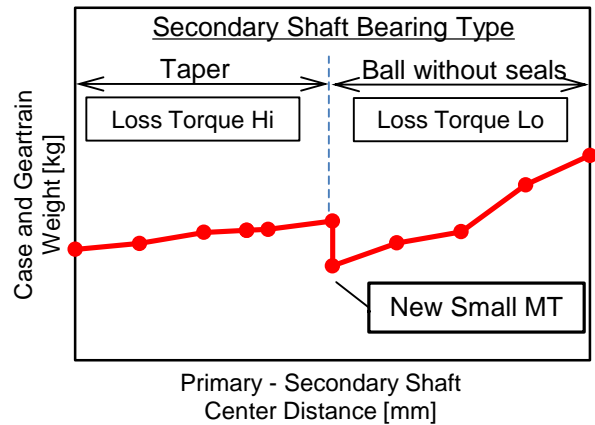 Secondary Shaft Bearing Type
Taper
Ball without seals
Loss Torque Hi
Loss Torque Lo
Case and Geartrain
Weight [kg]
New Small MT
Primary - Secondary Shaft
Center Distance [mm]